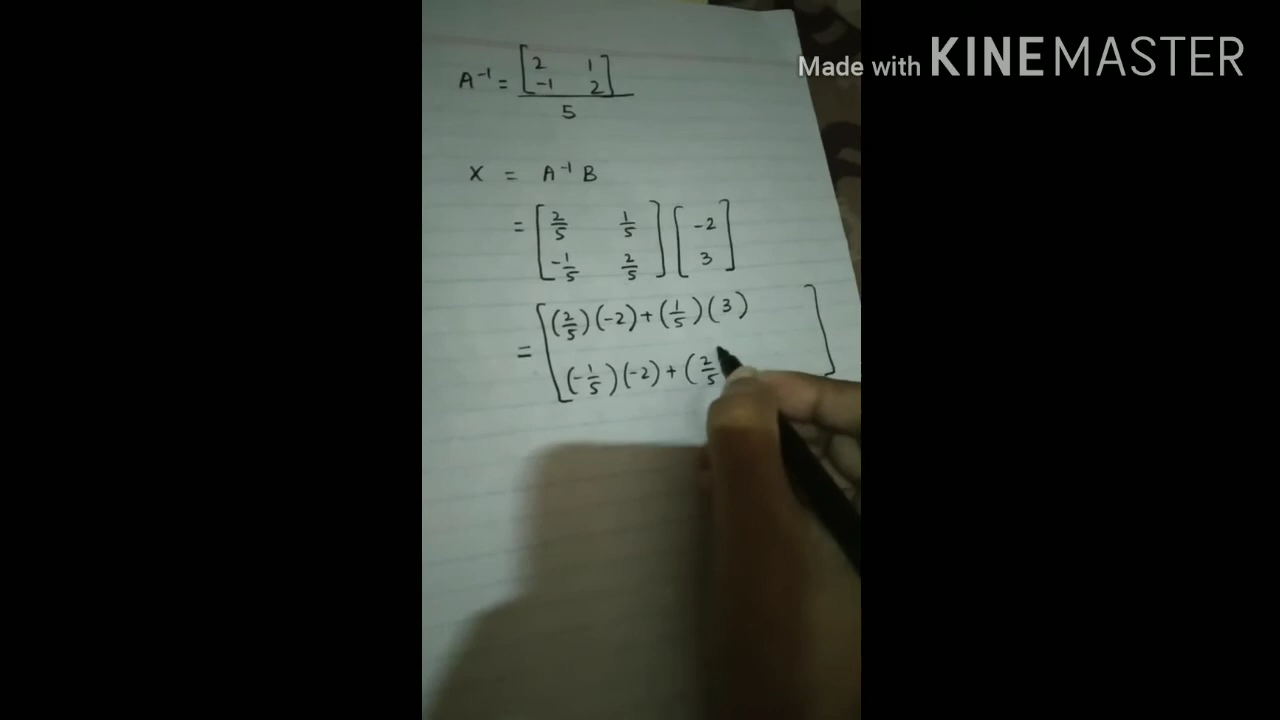 Made with KINEMASTER
A⁻¹ = [2 1
-1 2]
5
X = A⁻¹ B
= [2/5 1/5
-1/5 2/5] [-2
3]
= [(2/5)(-2)+(1/5)(3)
(-1/5)(-2)+(2/5]